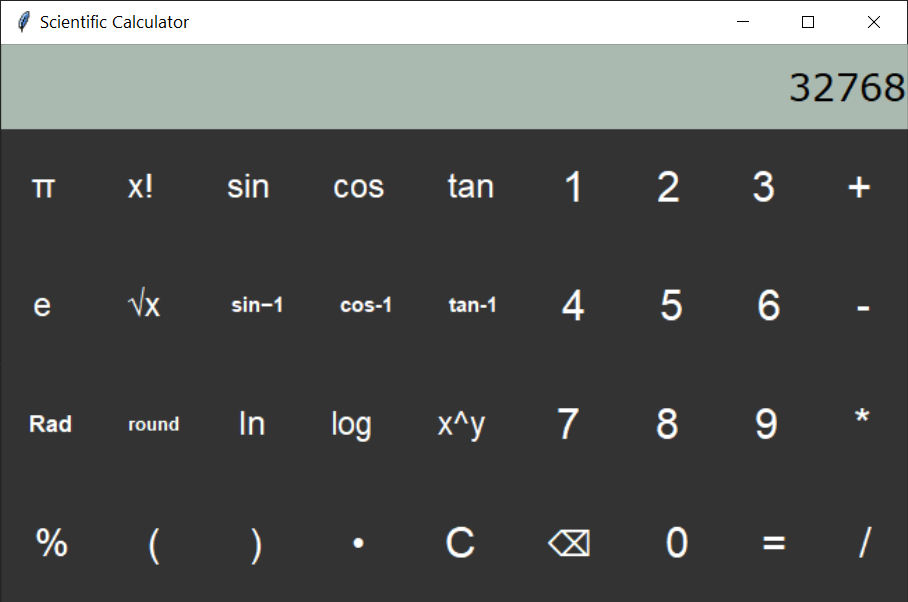 Scientific Calculator
32768
π x! sin cos tan 1 2 3 +
e √x sin−1 cos-1 tan-1 4 5 6 -
Rad round ln log x^y 7 8 9 *
% ( ) • C ⌫ 0 = /